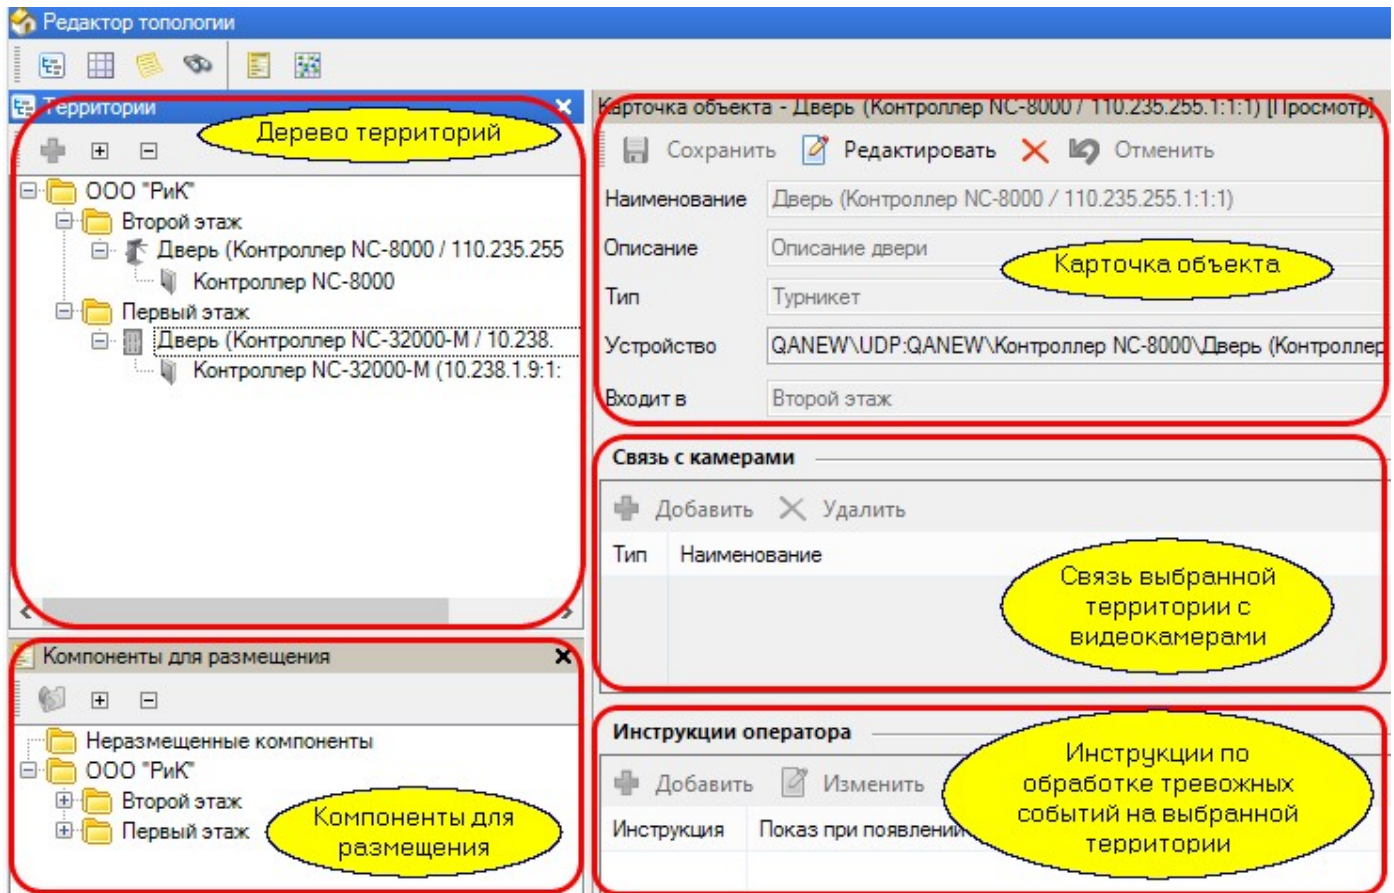 Редактор топологии
Территории
Дерево территорий
ООО "РиК"
Второй этаж
Дверь (Контроллер NC-8000 / 110.235.255
Контроллер NC-8000
Первый этаж
Дверь (Контроллер NC-32000-M / 10.238.
Контроллер NC-32000-M (10.238.1.9:1:
Компоненты для размещения
Неразмещенные компоненты
ООО "РиК"
Второй этаж
Первый этаж
Компоненты для
размещения
Карточка объекта - Дверь (Контроллер NC-8000 / 110.235.255.1:1:1) [Просмотр]
Сохранить Редактировать Отменить
Наименование Дверь (Контроллер NC-8000 / 110.235.255.1:1:1)
Описание Описание двери
Карточка объекта
Тип Турникет
Устройство QANEW\UDP:QANEW\Контроллер NC-8000\Дверь (Контроллер
Входит в Второй этаж
Связь с камерами
Добавить Удалить
Тип Наименование
Связь выбранной
территории с
видеокамерами
Инструкции оператора
Добавить Изменить
Инструкция Показ при появлении
Инструкции по
обработке тревожных
событий на выбранной
территории